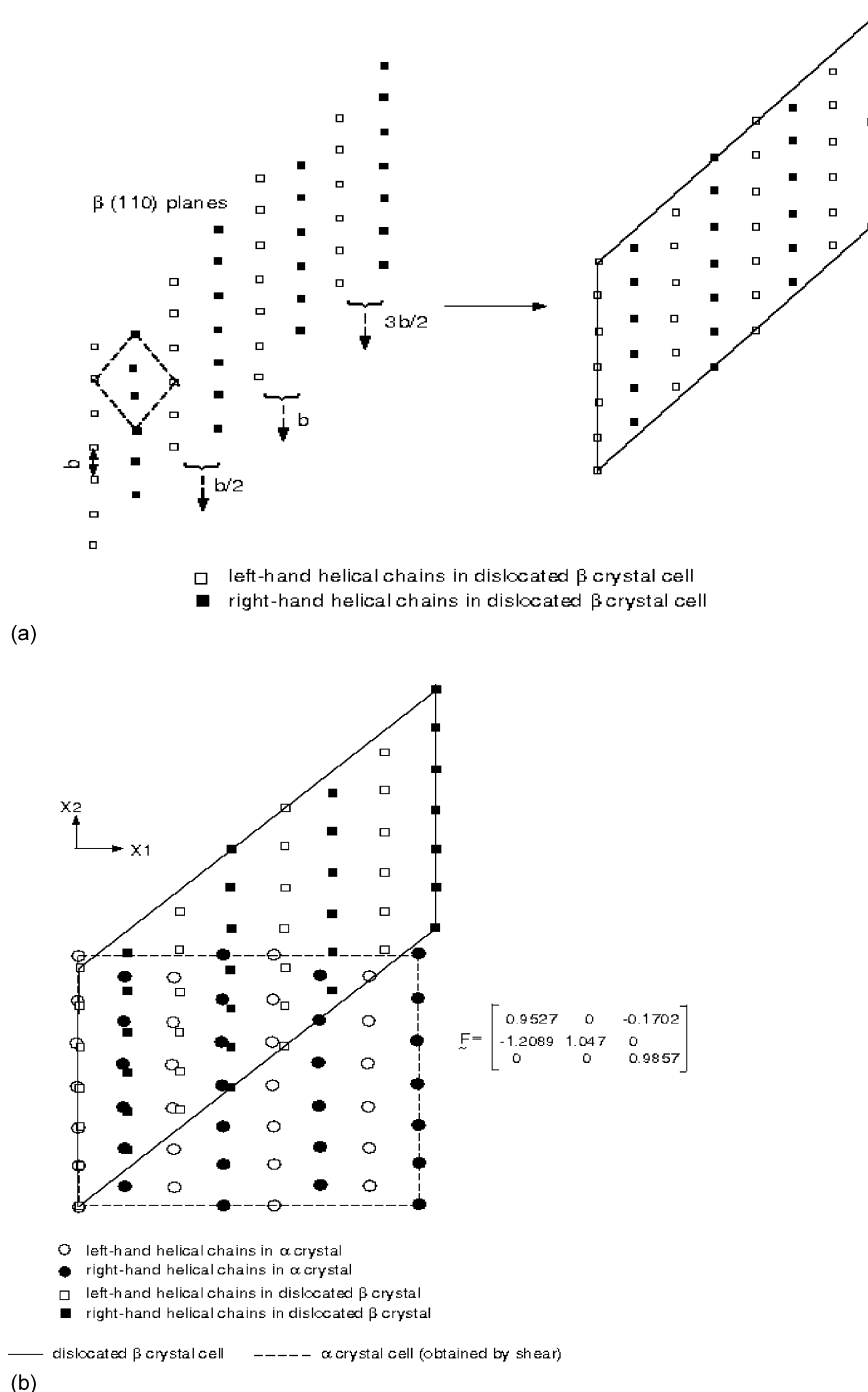 β (110) planes
3b/2
b
b
b/2
left-hand helical chains in dislocated β crystal cell
right-hand helical chains in dislocated β crystal cell
(a)
X2
X1
F = [ 0.9527 0 -0.1702
-1.2089 1.047 0
0 0 0.9857 ]
left-hand helical chains in α crystal
right-hand helical chains in α crystal
left-hand helical chains in dislocated β crystal
right-hand helical chains in dislocated β crystal
dislocated β crystal cell α crystal cell (obtained by shear)
(b)